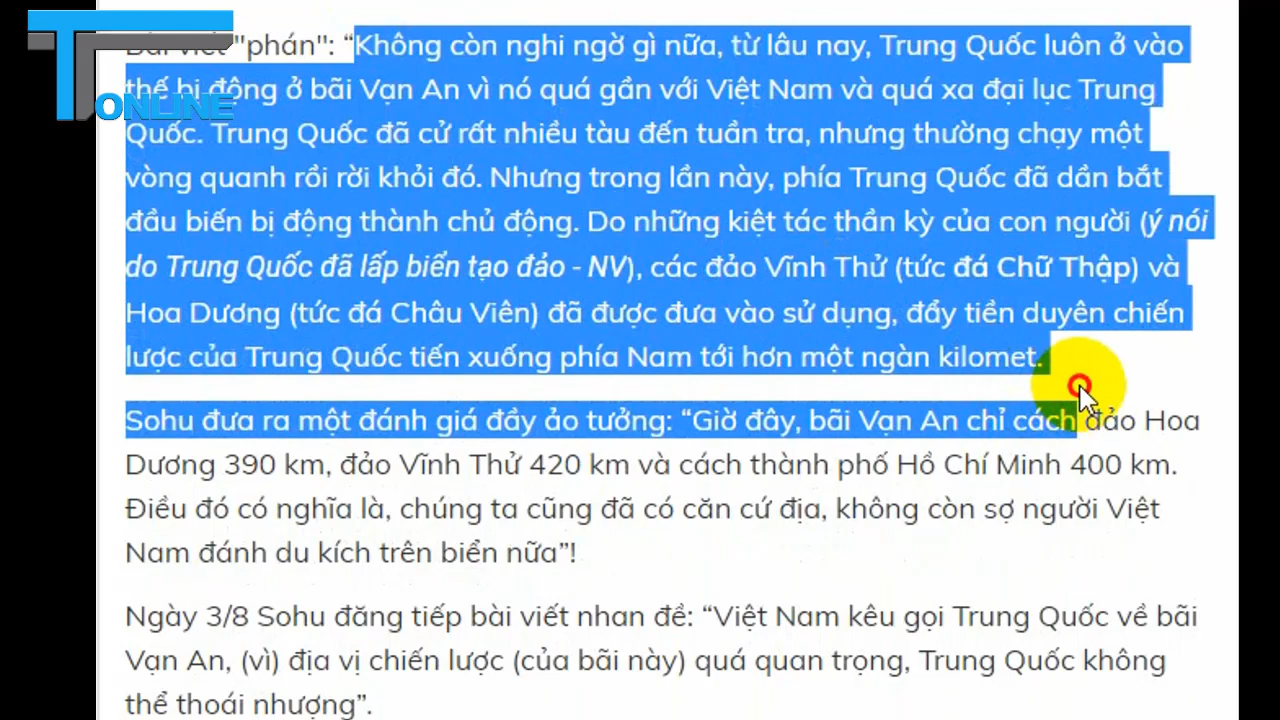 TT ONLINE
Bài viết "phán": “Không còn nghi ngờ gì nữa, từ lâu nay, Trung Quốc luôn ở vào
thế bị động ở bãi Vạn An vì nó quá gần với Việt Nam và quá xa đại lục Trung
Quốc. Trung Quốc đã cử rất nhiều tàu đến tuần tra, nhưng thường chạy một
vòng quanh rồi rời khỏi đó. Nhưng trong lần này, phía Trung Quốc đã dần bắt
đầu biến bị động thành chủ động. Do những kiệt tác thần kỳ của con người (ý nói
do Trung Quốc đã lấp biển tạo đảo - NV), các đảo Vĩnh Thử (tức đá Chữ Thập) và
Hoa Dương (tức đá Châu Viên) đã được đưa vào sử dụng, đẩy tiền duyên chiến
lược của Trung Quốc tiến xuống phía Nam tới hơn một ngàn kilomet.
Sohu đưa ra một đánh giá đầy ảo tưởng: “Giờ đây, bãi Vạn An chỉ cách đảo Hoa
Dương 390 km, đảo Vĩnh Thử 420 km và cách thành phố Hồ Chí Minh 400 km.
Điều đó có nghĩa là, chúng ta cũng đã có căn cứ địa, không còn sợ người Việt
Nam đánh du kích trên biển nữa”!
Ngày 3/8 Sohu đăng tiếp bài viết nhan đề: “Việt Nam kêu gọi Trung Quốc về bãi
Vạn An, (vì) địa vị chiến lược (của bãi này) quá quan trọng, Trung Quốc không
thể thoái nhượng”.